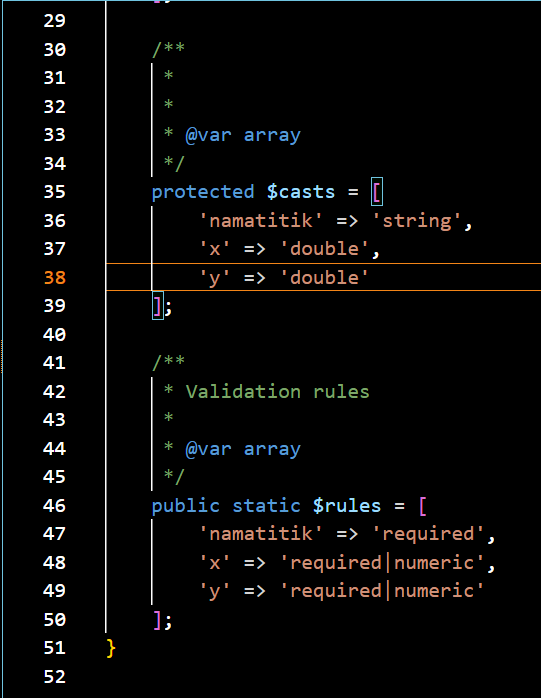 29
30 /**
31 *
32 *
33 * @var array
34 */
35 protected $casts = [
36 'namatitik' => 'string',
37 'x' => 'double',
38 'y' => 'double'
39 ];
40
41 /**
42 * Validation rules
43 *
44 * @var array
45 */
46 public static $rules = [
47 'namatitik' => 'required',
48 'x' => 'required|numeric',
49 'y' => 'required|numeric'
50 ];
51 }
52